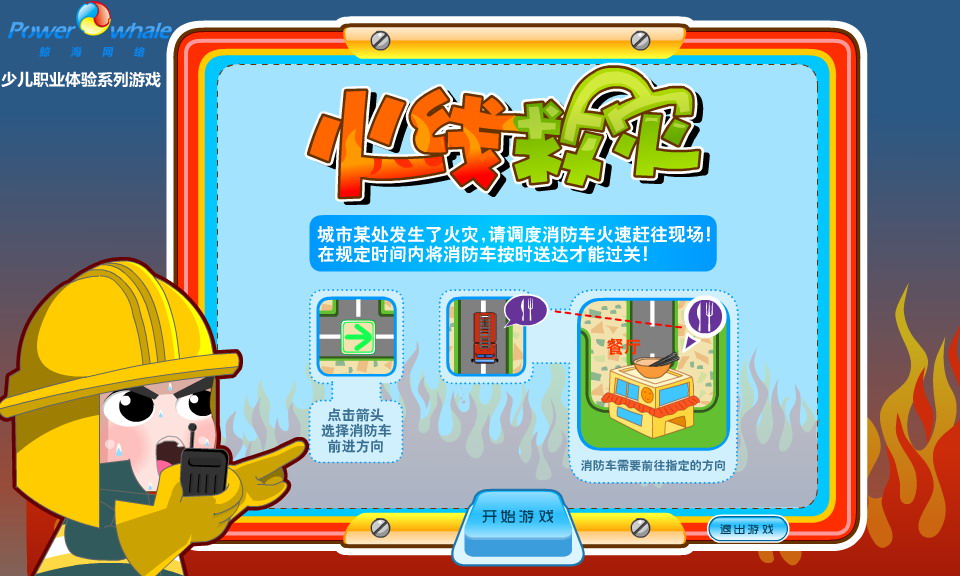 Power whale
鲸海网络
少儿职业体验系列游戏
火线救灾
城市某处发生了火灾,请调度消防车火速赶往现场!
在规定时间内将消防车按时送达才能过关!
餐厅
点击箭头
选择消防车
前进方向
消防车需要前往指定的方向
开始游戏
退出游戏